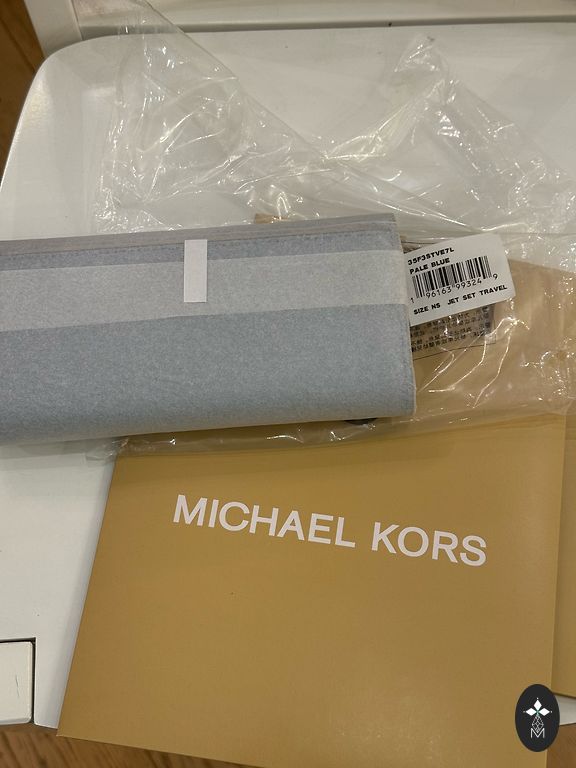 35F3STVE7L
PALE BLUE
1 96163 99324 9
SIZE NS JET SET TRAVEL
MICHAEL KORS
M